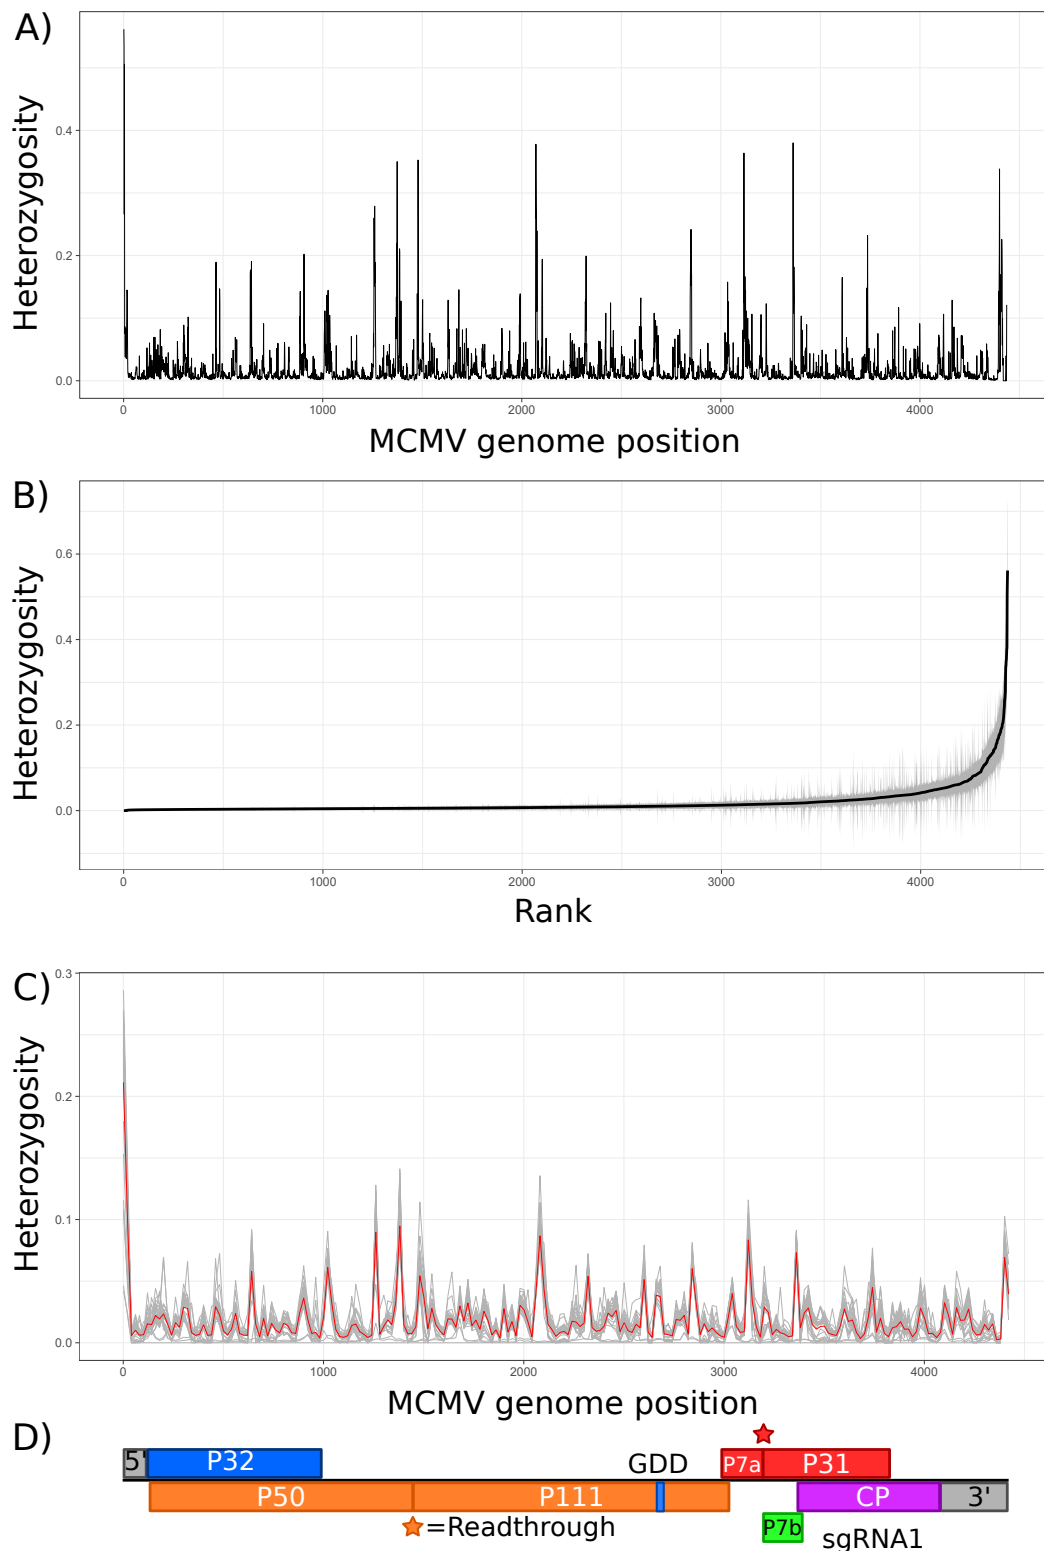 A)
Heterozygosity
0.4
0.2
0.0
0 1000 2000 3000 4000
MCMV genome position
B)
Heterozygosity
0.6
0.4
0.2
0.0
0 1000 2000 3000 4000
Rank
C)
Heterozygosity
0.3
0.2
0.1
0.0
0 1000 2000 3000 4000
MCMV genome position
D)
5' P32 GDD P7a P31
P50 P111 CP 3'
=Readthrough P7b sgRNA1